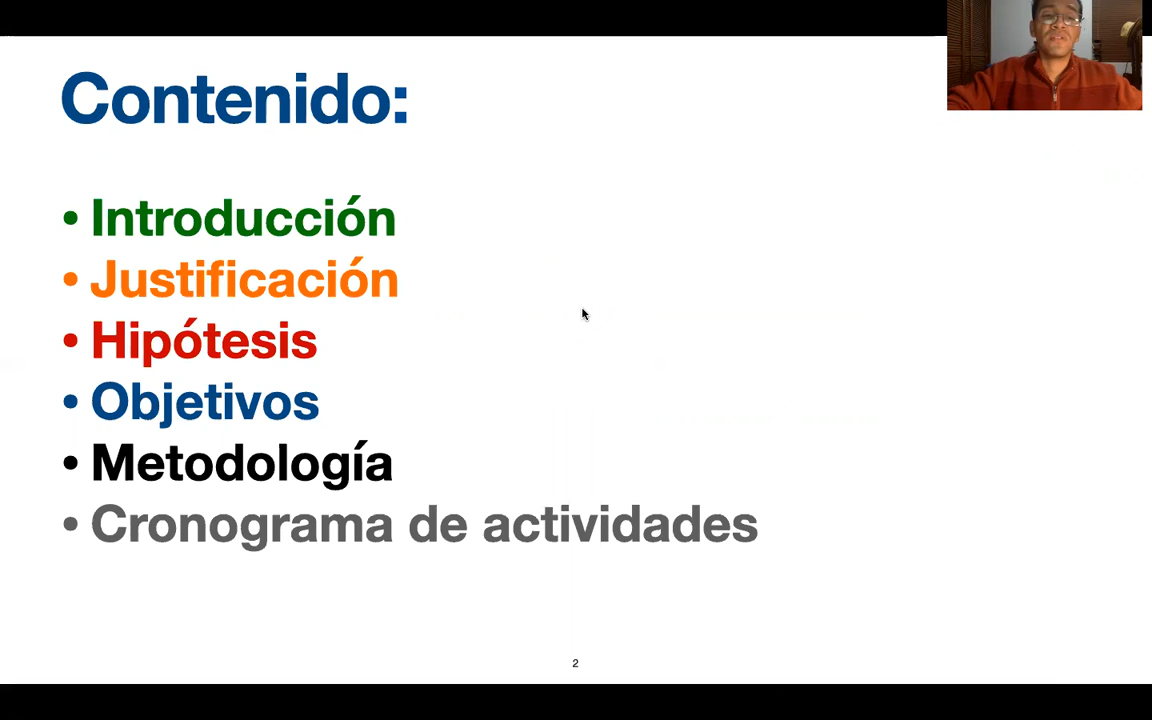 Contenido:
• Introducción
• Justificación
• Hipótesis
• Objetivos
• Metodología
• Cronograma de actividades
2